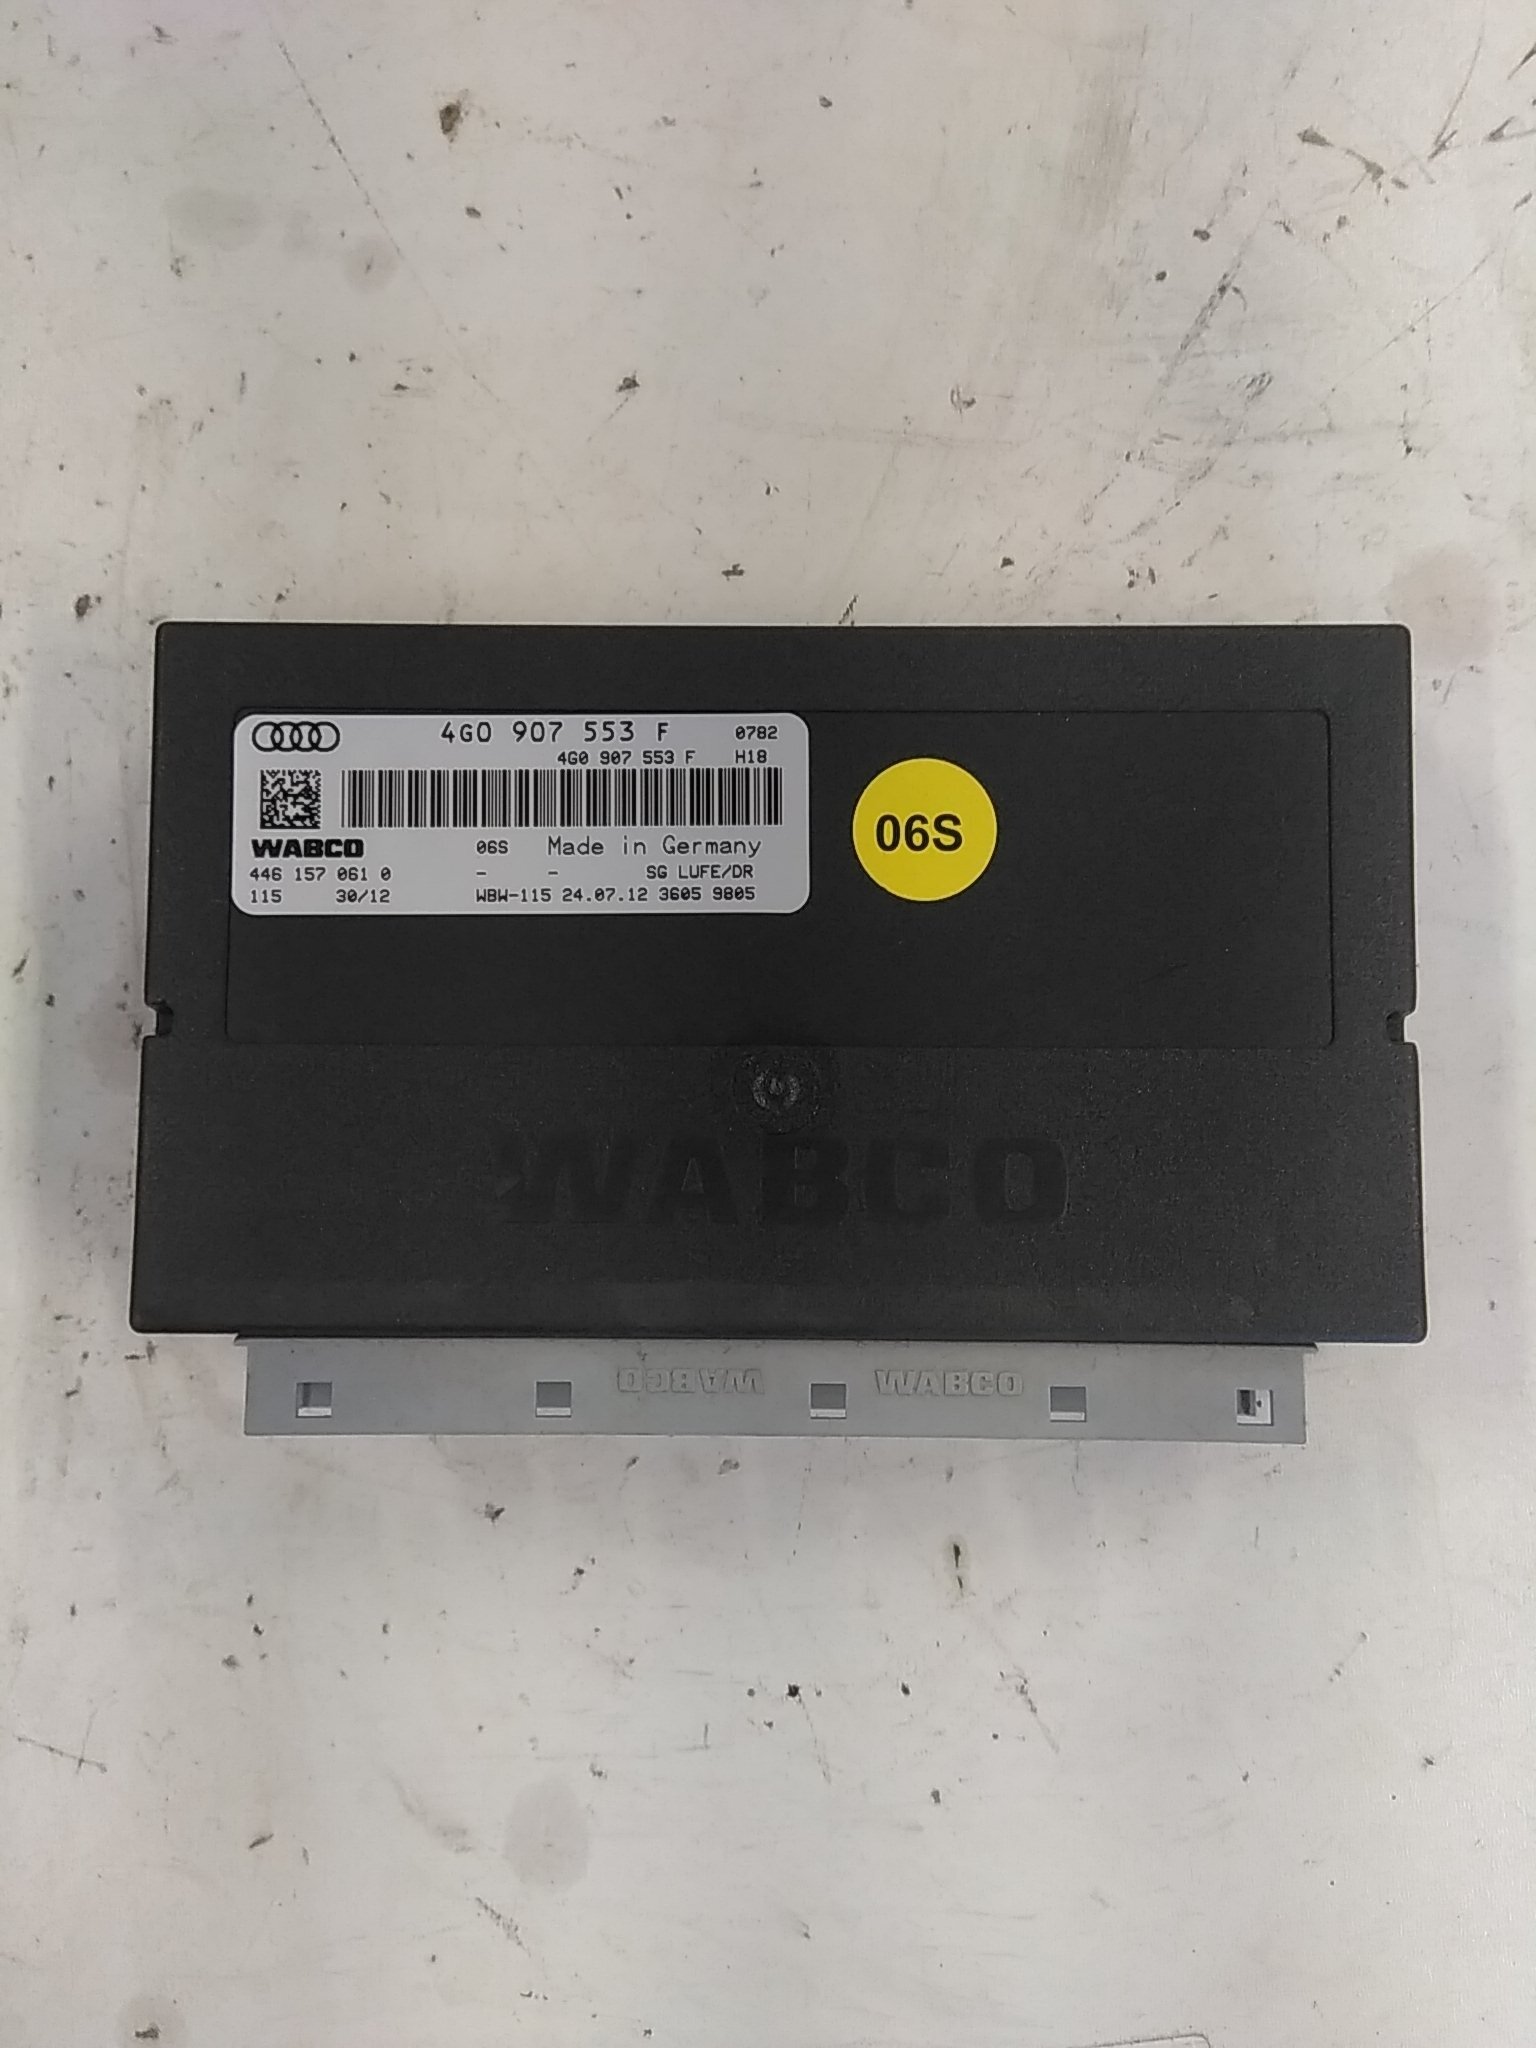 4G0 907 553 F 0782
4G0 907 553 F H18
WABCO 06S Made in Germany
446 157 061 0 - - SG LUFE/DR
115 30/12 WBW-115 24.07.12 3605 9805
06S
WABCO
WABCO WABCO